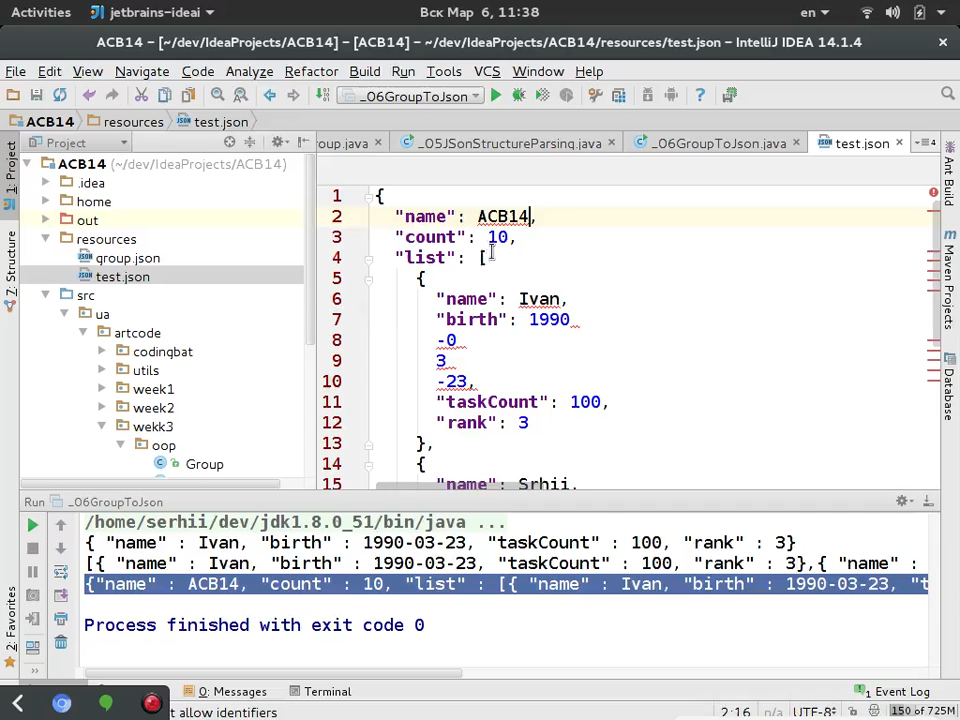 Activities jetbrains-ideai Вск Мар 6, 11:38 en
ACB14 – [~/dev/IdeaProjects/ACB14] – [ACB14] – ~/dev/IdeaProjects/ACB14/resources/test.json – IntelliJ IDEA 14.1.4
File Edit View Navigate Code Analyze Refactor Build Run Tools VCS Window Help
_06GroupToJson
ACB14 resources test.json
Project oup.java _05JSonStructureParsing.java _06GroupToJson.java test.json 4
1: Project
Z: Structure
2: Favorites
ACB14 (~/dev/IdeaProjects/ACB14)
.idea
home
out
resources
group.json
test.json
src
ua
artcode
codingbat
utils
week1
week2
wekk3
oop
Group
1 {
2 "name": ACB14,
3 "count": 10,
4 "list": [
5 {
6 "name": Ivan,
7 "birth": 1990
8 -0
9 3
10 -23,
11 "taskCount": 100,
12 "rank": 3
13 },
14 {
15 "name": Srhii,
Ant Build
Maven Projects
Database
Run _06GroupToJson
/home/serhii/dev/jdk1.8.0_51/bin/java ...
{ "name" : Ivan, "birth" : 1990-03-23, "taskCount" : 100, "rank" : 3}
[{ "name" : Ivan, "birth" : 1990-03-23, "taskCount" : 100, "rank" : 3},{ "name" :
{"name" : ACB14, "count" : 10, "list" : [{ "name" : Ivan, "birth" : 1990-03-23, "t
Process finished with exit code 0
0: Messages Terminal 1 Event Log
t allow identifiers 2:16 n/a UTF-8 150 of 725M